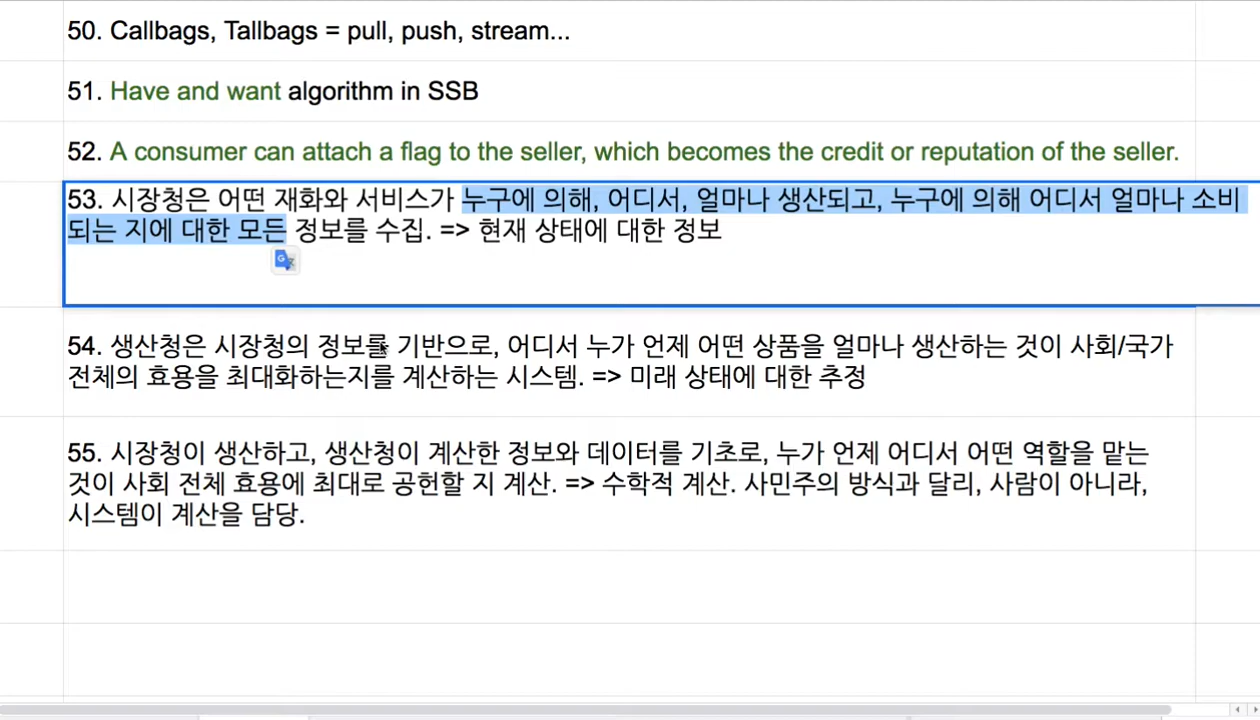 50. Callbags, Tallbags = pull, push, stream...
51. Have and want algorithm in SSB
52. A consumer can attach a flag to the seller, which becomes the credit or reputation of the seller.
53. 시장청은 어떤 재화와 서비스가 누구에 의해, 어디서, 얼마나 생산되고, 누구에 의해 어디서 얼마나 소비
되는 지에 대한 모든 정보를 수집. => 현재 상태에 대한 정보
54. 생산청은 시장청의 정보를 기반으로, 어디서 누가 언제 어떤 상품을 얼마나 생산하는 것이 사회/국가
전체의 효용을 최대화하는지를 계산하는 시스템. => 미래 상태에 대한 추정
55. 시장청이 생산하고, 생산청이 계산한 정보와 데이터를 기초로, 누가 언제 어디서 어떤 역할을 맡는
것이 사회 전체 효용에 최대로 공헌할 지 계산. => 수학적 계산. 사민주의 방식과 달리, 사람이 아니라,
시스템이 계산을 담당.